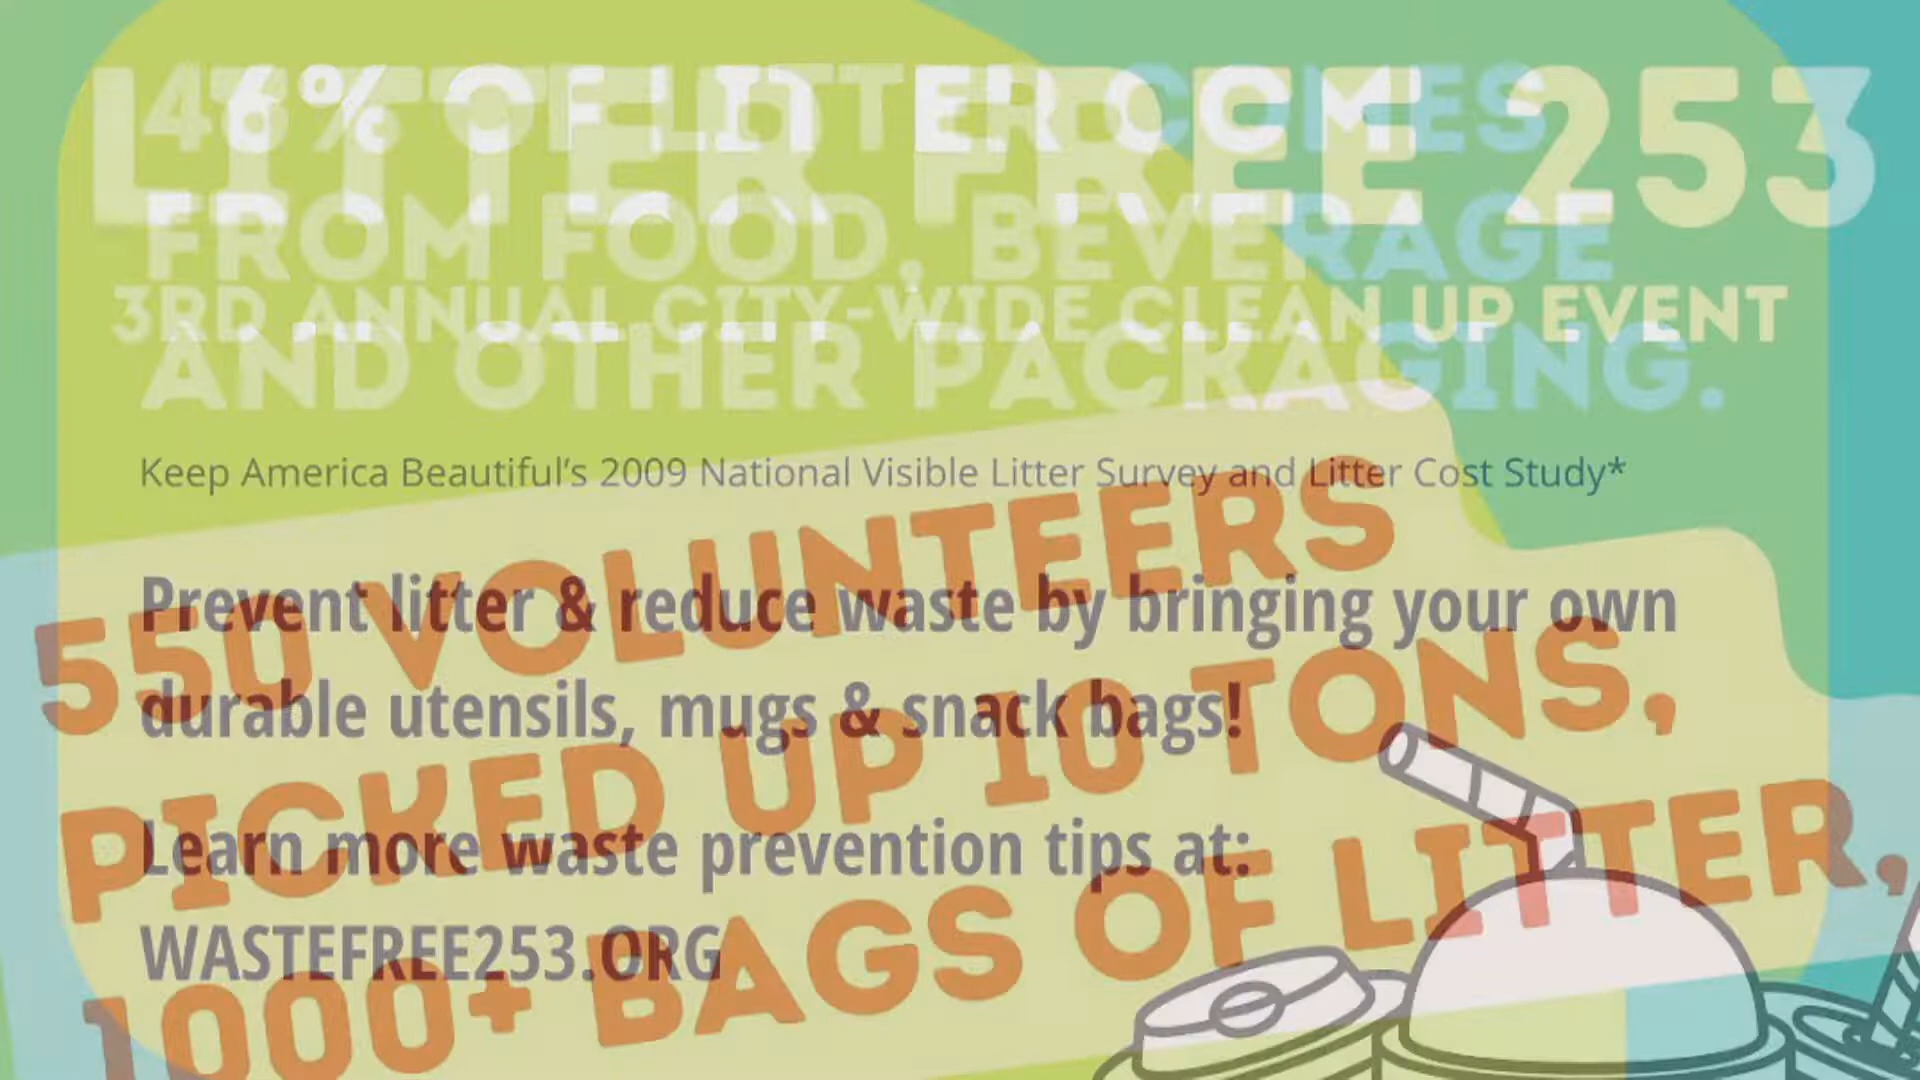 LITTER FREE 253
3RD ANNUAL CITY-WIDE CLEAN UP EVENT
550 VOLUNTEERS
PICKED UP 10 TONS,
1000+ BAGS OF LITTER,
46% OF LITTER COMES
FROM FOOD, BEVERAGE
AND OTHER PACKAGING.
Keep America Beautiful's 2009 National Visible Litter Survey and Litter Cost Study*
Prevent litter & reduce waste by bringing your own
durable utensils, mugs & snack bags!
Learn more waste prevention tips at:
WASTEFREE253.ORG